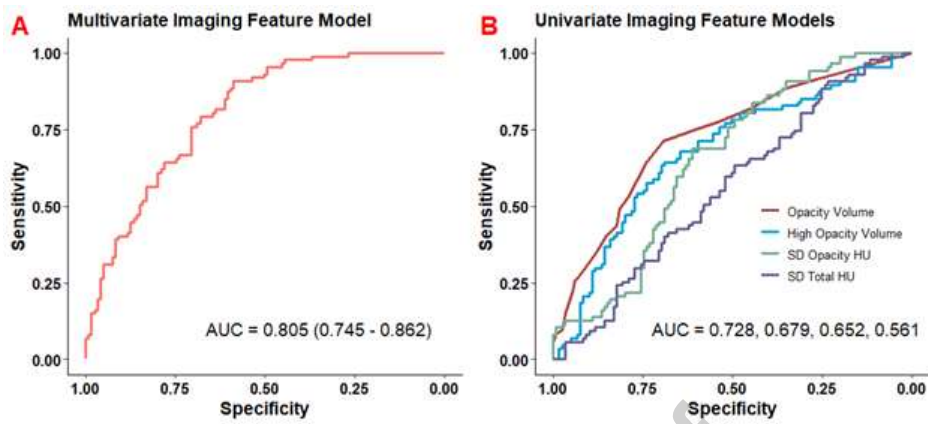 A
Multivariate Imaging Feature Model
1.00
0.75
0.50
0.25
0.00
Sensitivity
AUC = 0.805 (0.745 - 0.862)
1.00
0.75
0.50
0.25
0.00
Specificity
B
Univariate Imaging Feature Models
1.00
0.75
0.50
0.25
0.00
Sensitivity
Opacity Volume
High Opacity Volume
SD Opacity HU
SD Total HU
AUC = 0.728, 0.679, 0.652, 0.561
1.00
0.75
0.50
0.25
0.00
Specificity